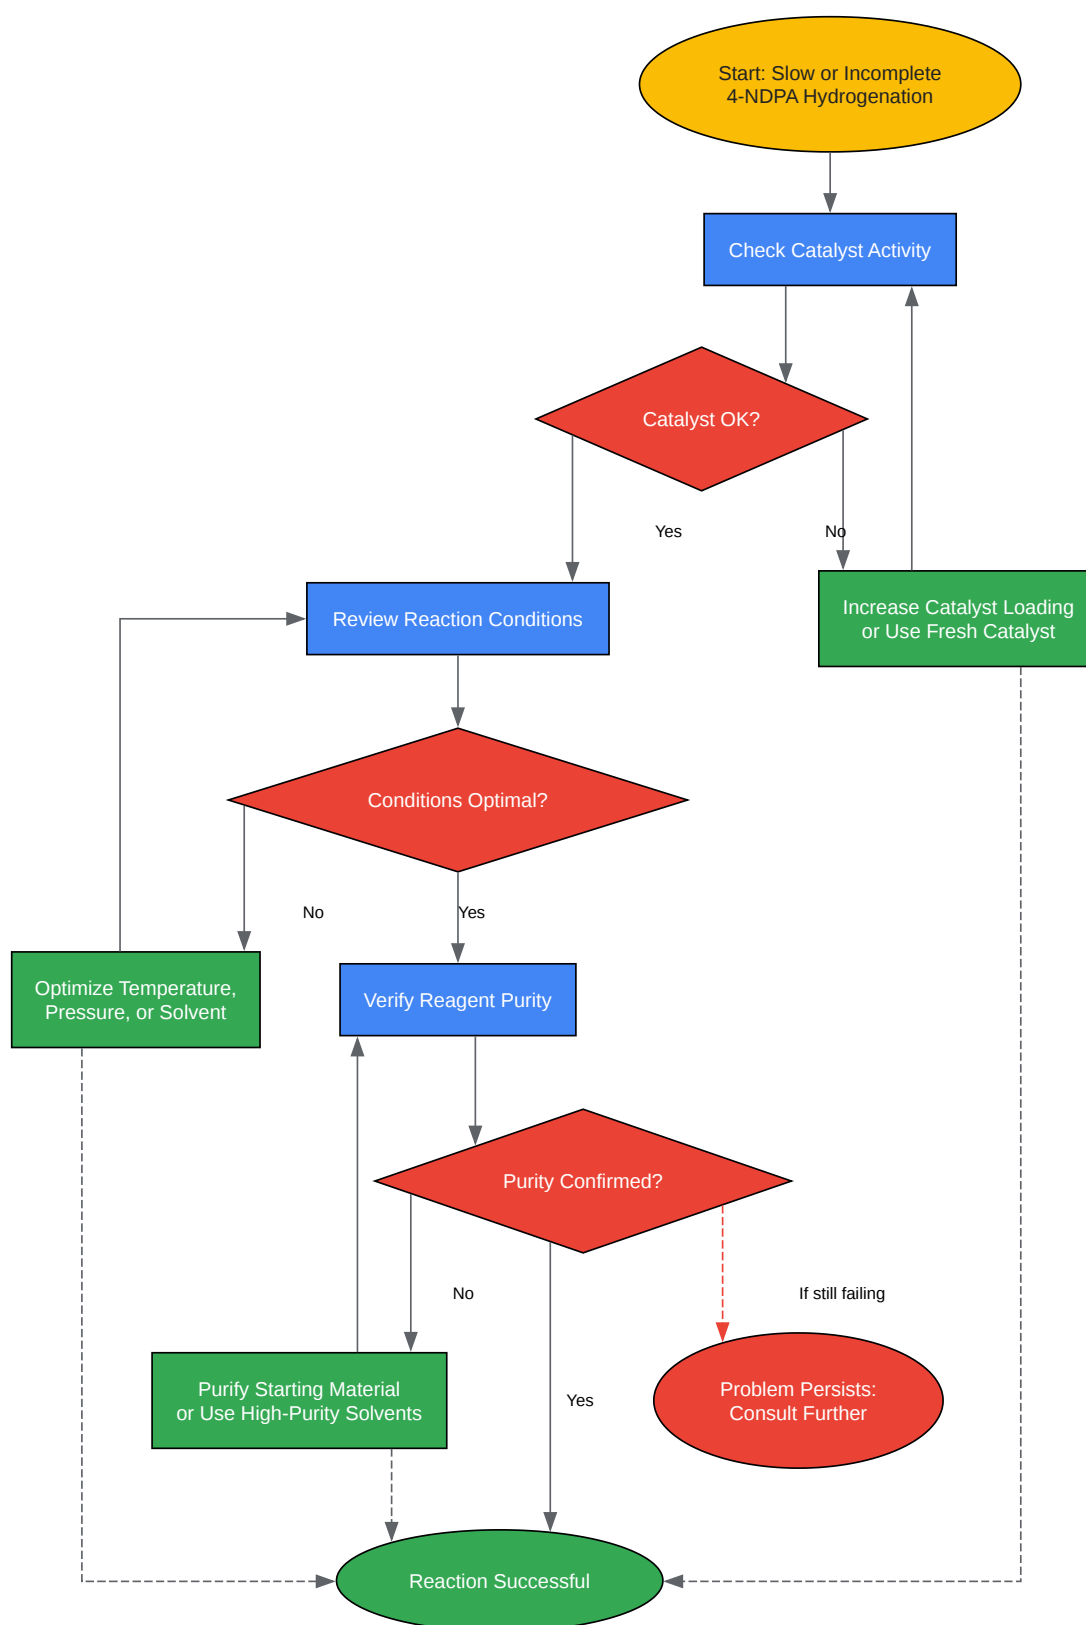 Start: Slow or Incomplete
4-NDPA Hydrogenation
Check Catalyst Activity
Catalyst OK?
Yes
No
Increase Catalyst Loading
or Use Fresh Catalyst
Review Reaction Conditions
Conditions Optimal?
No
Yes
Optimize Temperature,
Pressure, or Solvent
Verify Reagent Purity
Purity Confirmed?
No
If still failing
Purify Starting Material
or Use High-Purity Solvents
Yes
Problem Persists:
Consult Further
Reaction Successful